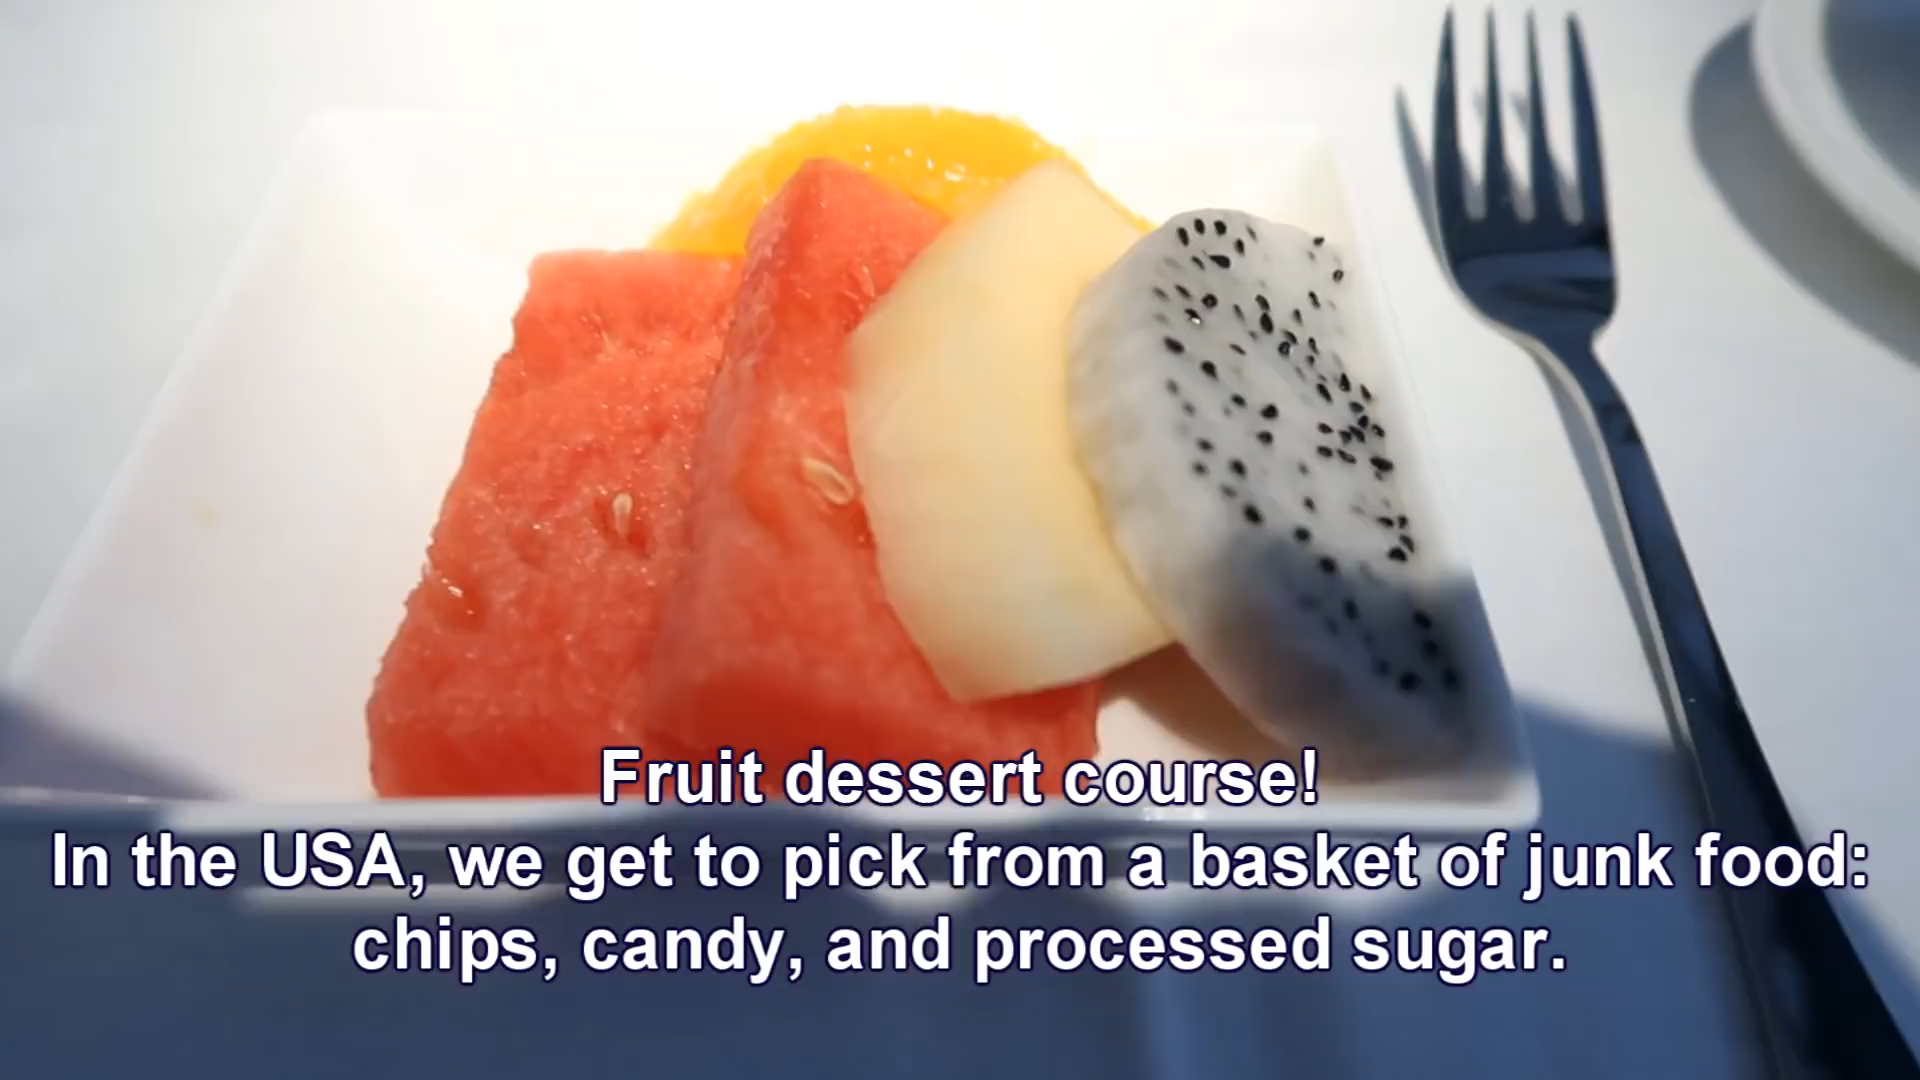 Fruit dessert course!
In the USA, we get to pick from a basket of junk food:
chips, candy, and processed sugar.